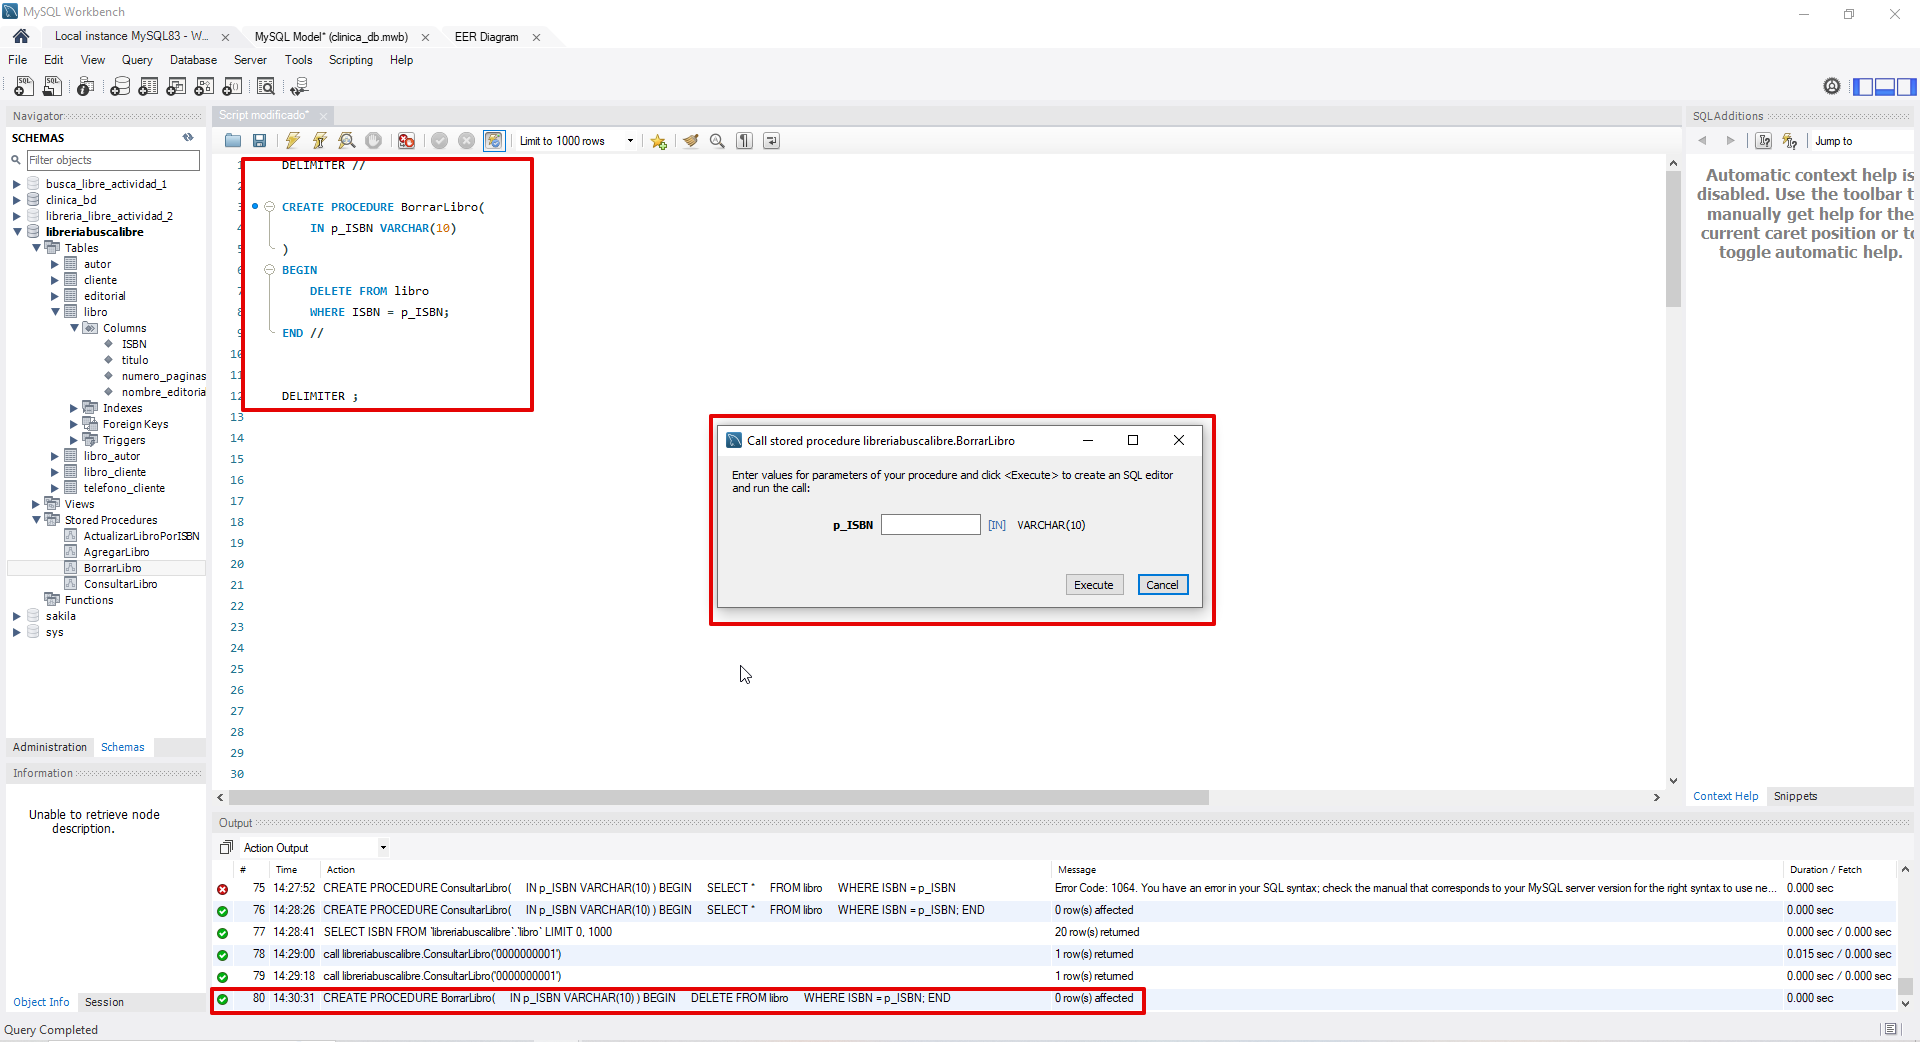 MySQL Workbench
Local instance MySQL83 - W...
MySQL Model* (clinica_db.mwb)
EER Diagram
File Edit View Query Database Server Tools Scripting Help
Navigator
SCHEMAS
Filter objects
busca_libre_actividad_1
clinica_bd
libreria_libre_actividad_2
libreriabuscalibre
Tables
autor
cliente
editorial
libro
Columns
ISBN
titulo
numero_paginas
nombre_editoria
Indexes
Foreign Keys
Triggers
libro_autor
libro_cliente
telefono_cliente
Views
Stored Procedures
ActualizarLibroPorISBN
AgregarLibro
BorrarLibro
ConsultarLibro
Functions
sakila
sys
Administration Schemas
Information
Unable to retrieve node
description.
Object Info Session
Query Completed
Script modificado*
Limit to 1000 rows
1 DELIMITER //
2
3 CREATE PROCEDURE BorrarLibro(
4 IN p_ISBN VARCHAR(10)
5 )
6 BEGIN
7 DELETE FROM libro
8 WHERE ISBN = p_ISBN;
9 END //
10
11
12 DELIMITER ;
13
14
15
16
17
18
19
20
21
22
23
24
25
26
27
28
29
30
Call stored procedure libreriabuscalibre.BorrarLibro
Enter values for parameters of your procedure and click <Execute> to create an SQL editor
and run the call:
p_ISBN [IN] VARCHAR(10)
Execute Cancel
SQLAdditions
Jump to
Automatic context help is
disabled. Use the toolbar t
manually get help for the
current caret position or to
toggle automatic help.
Context Help Snippets
Output
Action Output
# Time Action Message Duration / Fetch
75 14:27:52 CREATE PROCEDURE ConsultarLibro( IN p_ISBN VARCHAR(10) ) BEGIN SELECT * FROM libro WHERE ISBN = p_ISBN Error Code: 1064. You have an error in your SQL syntax; check the manual that corresponds to your MySQL server version for the right syntax to use ne... 0.000 sec
76 14:28:26 CREATE PROCEDURE ConsultarLibro( IN p_ISBN VARCHAR(10) ) BEGIN SELECT * FROM libro WHERE ISBN = p_ISBN; END 0 row(s) affected 0.000 sec
77 14:28:41 SELECT ISBN FROM `libreriabuscalibre`.`libro` LIMIT 0, 1000 20 row(s) returned 0.000 sec / 0.000 sec
78 14:29:00 call libreriabuscalibre.ConsultarLibro('0000000001') 1 row(s) returned 0.015 sec / 0.000 sec
79 14:29:18 call libreriabuscalibre.ConsultarLibro('0000000001') 1 row(s) returned 0.000 sec / 0.000 sec
80 14:30:31 CREATE PROCEDURE BorrarLibro( IN p_ISBN VARCHAR(10) ) BEGIN DELETE FROM libro WHERE ISBN = p_ISBN; END 0 row(s) affected 0.000 sec